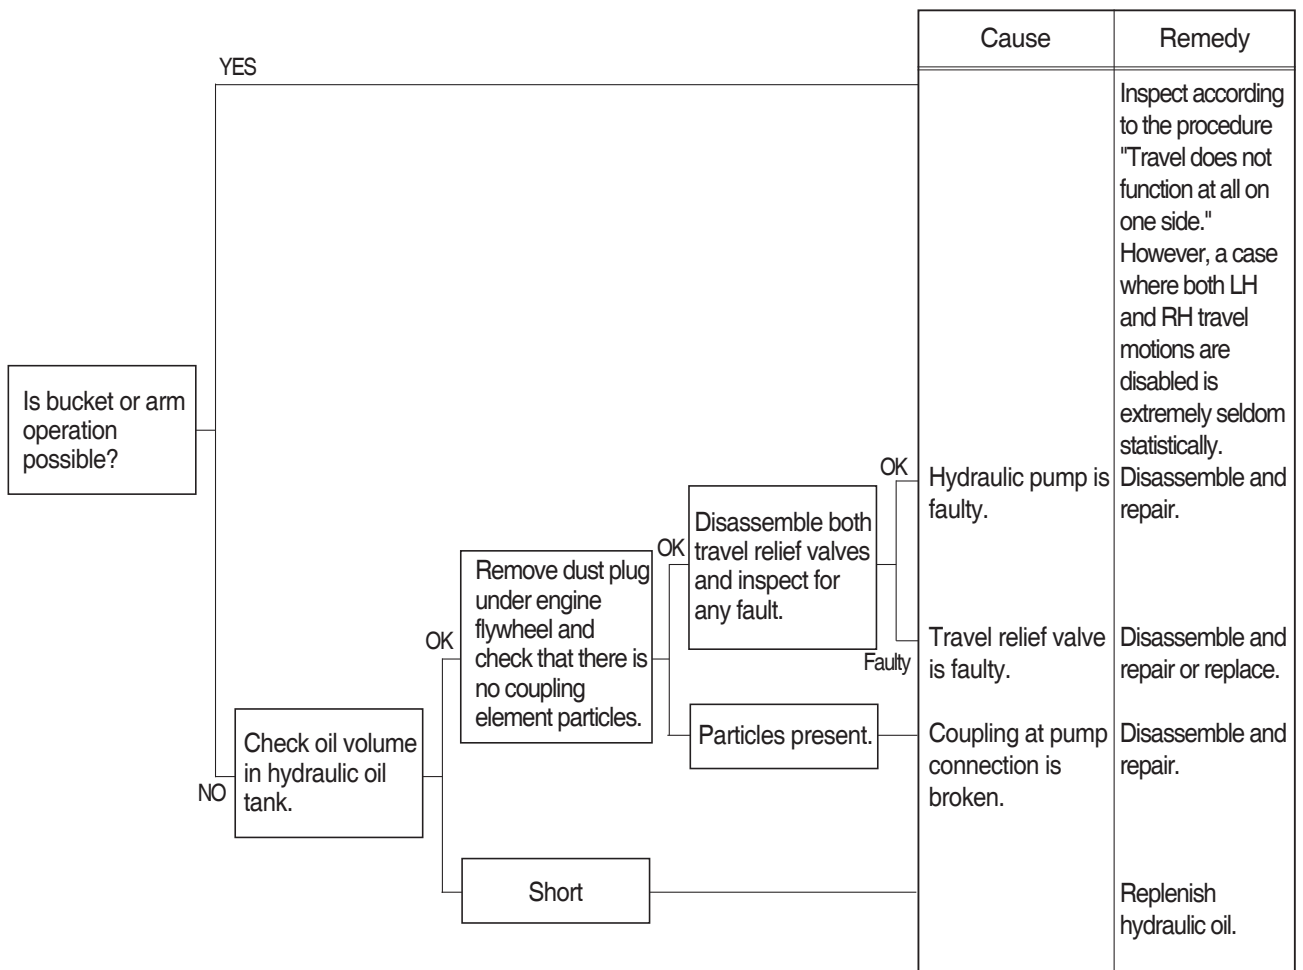 Cause
Remedy
YES
Inspect according
to the procedure
"Travel does not
function at all on
one side."
However, a case
where both LH
and RH travel
motions are
disabled is
extremely seldom
statistically.
Is bucket or arm
operation
possible?
NO
Check oil volume
in hydraulic oil
tank.
OK
Remove dust plug
under engine
flywheel and
check that there is
no coupling
element particles.
OK
Disassemble both
travel relief valves
and inspect for
any fault.
OK
Hydraulic pump is
faulty.
Disassemble and
repair.
Faulty
Travel relief valve
is faulty.
Disassemble and
repair or replace.
Particles present.
Coupling at pump
connection is
broken.
Disassemble and
repair.
Short
Replenish
hydraulic oil.